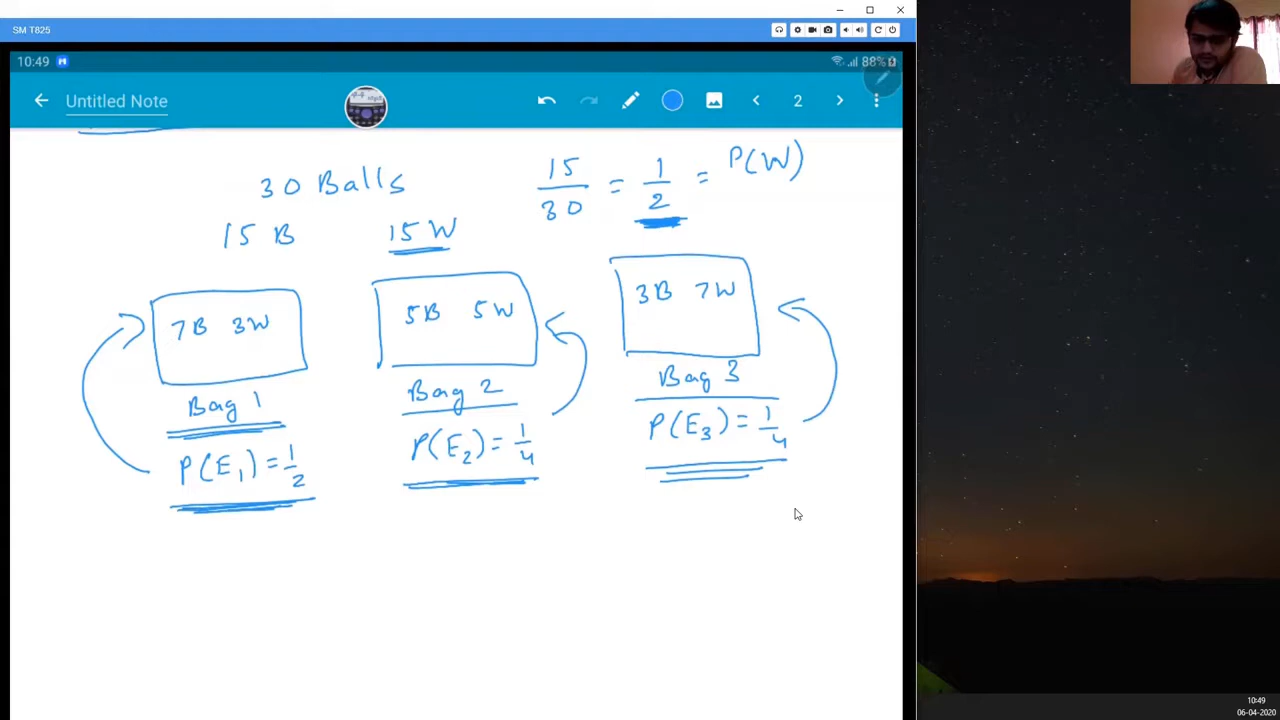 SM T825
10:49 88%
Untitled Note 2
30 Balls 15/30 = 1/2 = P(W)
15 B 15 W
7B 3W 5B 5W 3B 7W
Bag 1 Bag 2 Bag 3
P(E₁) = 1/2 P(E₂) = 1/4 P(E₃) = 1/4
10:49
06-04-2020